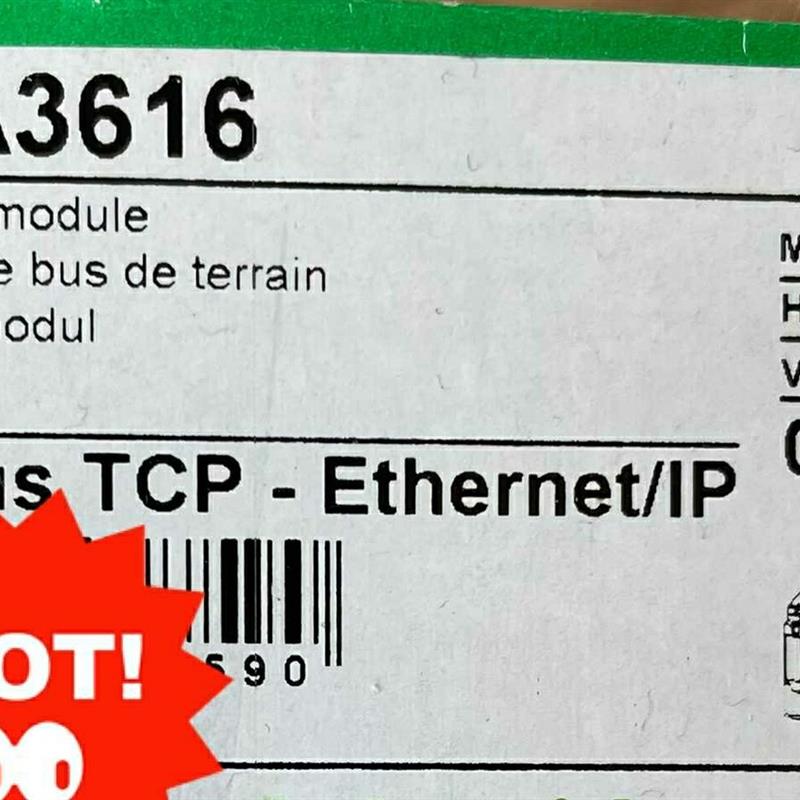 A3616
module
e bus de terrain
odul
us TCP - Ethernet/IP
590
OT!
M
H
V